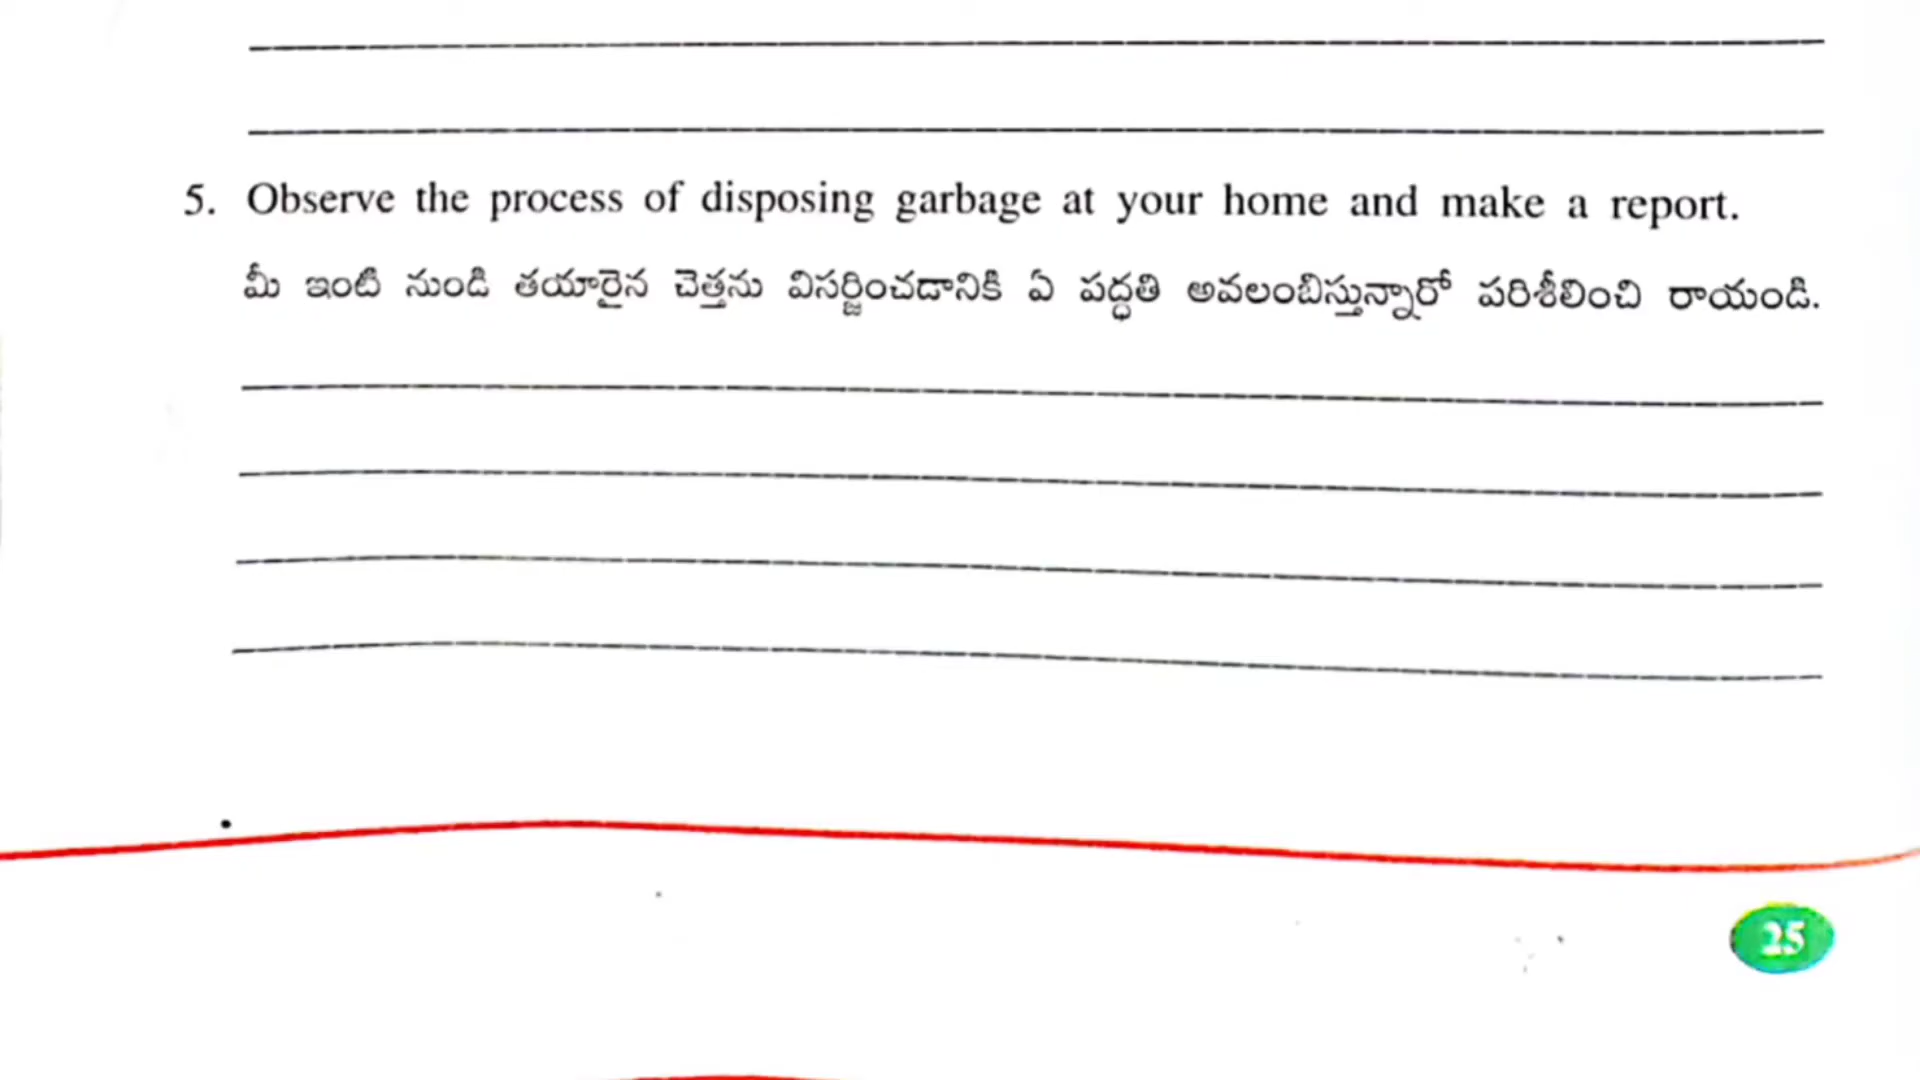 5. Observe the process of disposing garbage at your home and make a report.
మీ ఇంటి నుండి తయారైన చెత్తను విసర్జించడానికి ఏ పద్ధతి అవలంబిస్తున్నారో పరిశీలించి రాయండి.
25